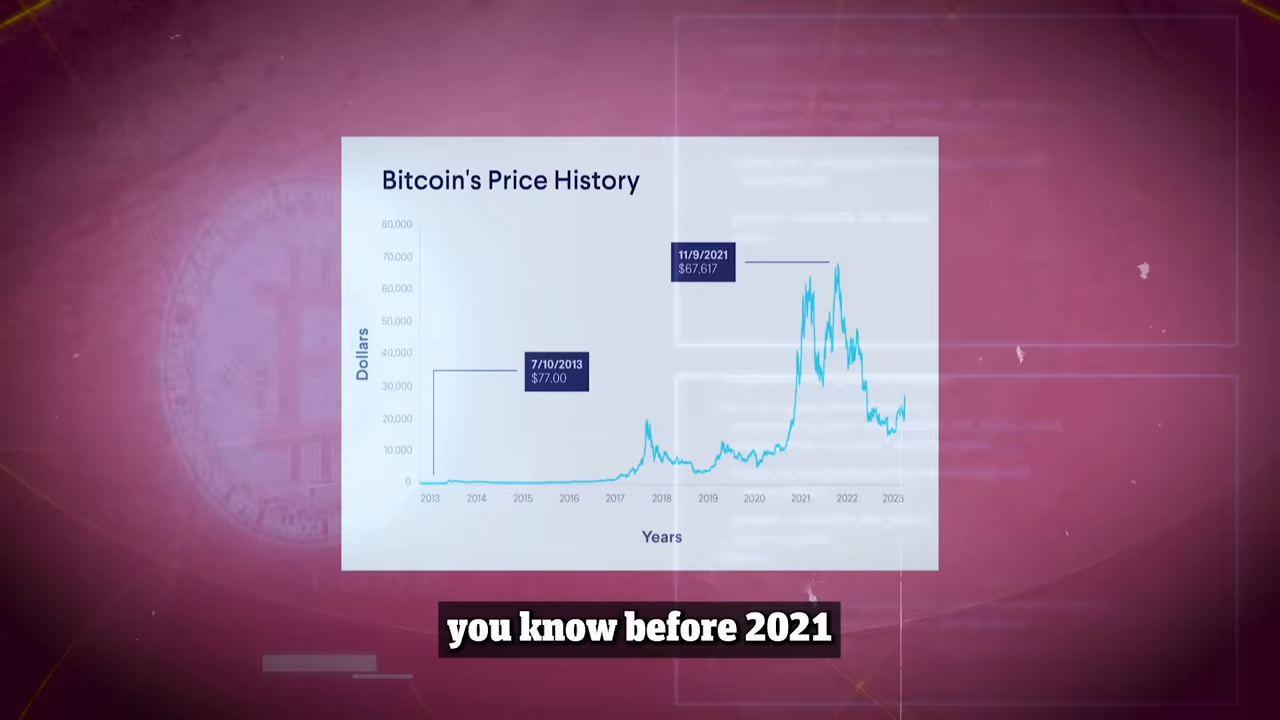 Bitcoin's Price History
80,000
70,000
60,000
50,000
40,000
30,000
20,000
10,000
0
Dollars
11/9/2021
$67,617
7/10/2013
$77.00
2013 2014 2015 2016 2017 2018 2019 2020 2021 2022 2023
Years
you know before 2021